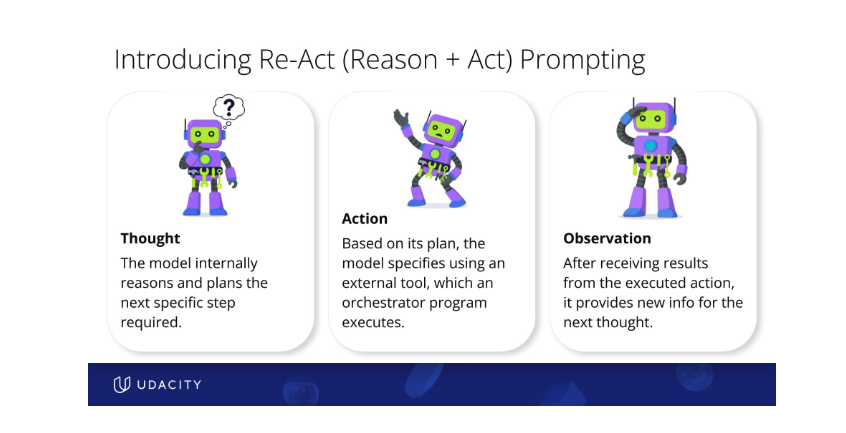 Introducing Re-Act (Reason + Act) Prompting
?
Thought
The model internally
reasons and plans the
next specific step
required.
Action
Based on its plan, the
model specifies using an
external tool, which an
orchestrator program
executes.
Observation
After receiving results
from the executed action,
it provides new info for the
next thought.
UDACITY